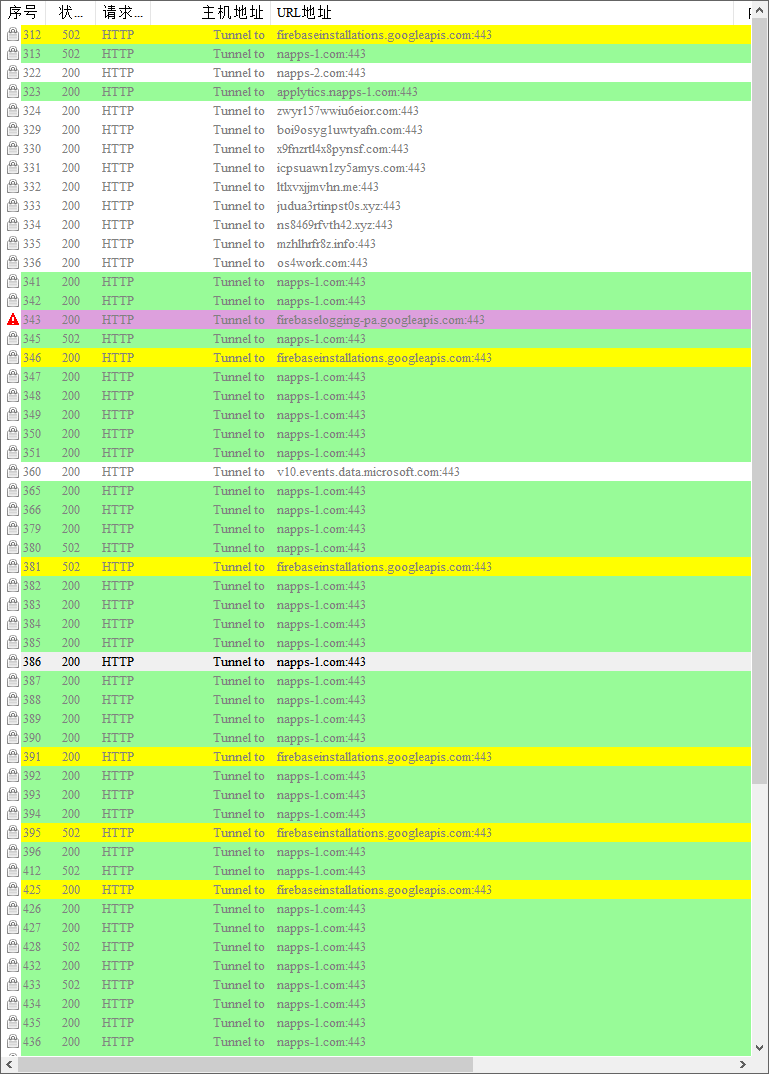 序号 状... 请求... 主机地址 URL地址
312 502 HTTP Tunnel to firebaseinstallations.googleapis.com:443
313 502 HTTP Tunnel to napps-1.com:443
322 200 HTTP Tunnel to napps-2.com:443
323 200 HTTP Tunnel to applytics.napps-1.com:443
324 200 HTTP Tunnel to zwyr157wwiu6eior.com:443
329 200 HTTP Tunnel to boi9osyg1uwtyafn.com:443
330 200 HTTP Tunnel to x9fnzrtl4x8pynsf.com:443
331 200 HTTP Tunnel to icpsuawn1zy5amys.com:443
332 200 HTTP Tunnel to ltlxvxjjmvhn.me:443
333 200 HTTP Tunnel to judua3rtinpst0s.xyz:443
334 200 HTTP Tunnel to ns8469rfvth42.xyz:443
335 200 HTTP Tunnel to mzhlhrfr8z.info:443
336 200 HTTP Tunnel to os4work.com:443
341 200 HTTP Tunnel to napps-1.com:443
342 200 HTTP Tunnel to napps-1.com:443
343 200 HTTP Tunnel to firebaselogging-pa.googleapis.com:443
345 502 HTTP Tunnel to napps-1.com:443
346 200 HTTP Tunnel to firebaseinstallations.googleapis.com:443
347 200 HTTP Tunnel to napps-1.com:443
348 200 HTTP Tunnel to napps-1.com:443
349 200 HTTP Tunnel to napps-1.com:443
350 200 HTTP Tunnel to napps-1.com:443
351 200 HTTP Tunnel to napps-1.com:443
360 200 HTTP Tunnel to v10.events.data.microsoft.com:443
365 200 HTTP Tunnel to napps-1.com:443
366 200 HTTP Tunnel to napps-1.com:443
379 200 HTTP Tunnel to napps-1.com:443
380 502 HTTP Tunnel to napps-1.com:443
381 502 HTTP Tunnel to firebaseinstallations.googleapis.com:443
382 200 HTTP Tunnel to napps-1.com:443
383 200 HTTP Tunnel to napps-1.com:443
384 200 HTTP Tunnel to napps-1.com:443
385 200 HTTP Tunnel to napps-1.com:443
386 200 HTTP Tunnel to napps-1.com:443
387 200 HTTP Tunnel to napps-1.com:443
388 200 HTTP Tunnel to napps-1.com:443
389 200 HTTP Tunnel to napps-1.com:443
390 200 HTTP Tunnel to napps-1.com:443
391 200 HTTP Tunnel to firebaseinstallations.googleapis.com:443
392 200 HTTP Tunnel to napps-1.com:443
393 200 HTTP Tunnel to napps-1.com:443
394 200 HTTP Tunnel to napps-1.com:443
395 502 HTTP Tunnel to firebaseinstallations.googleapis.com:443
396 200 HTTP Tunnel to napps-1.com:443
412 502 HTTP Tunnel to napps-1.com:443
425 200 HTTP Tunnel to firebaseinstallations.googleapis.com:443
426 200 HTTP Tunnel to napps-1.com:443
427 200 HTTP Tunnel to napps-1.com:443
428 502 HTTP Tunnel to napps-1.com:443
432 200 HTTP Tunnel to napps-1.com:443
433 502 HTTP Tunnel to napps-1.com:443
434 200 HTTP Tunnel to napps-1.com:443
435 200 HTTP Tunnel to napps-1.com:443
436 200 HTTP Tunnel to napps-1.com:443